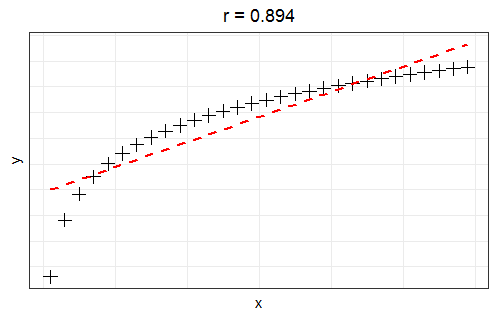 r = 0.894
y
x